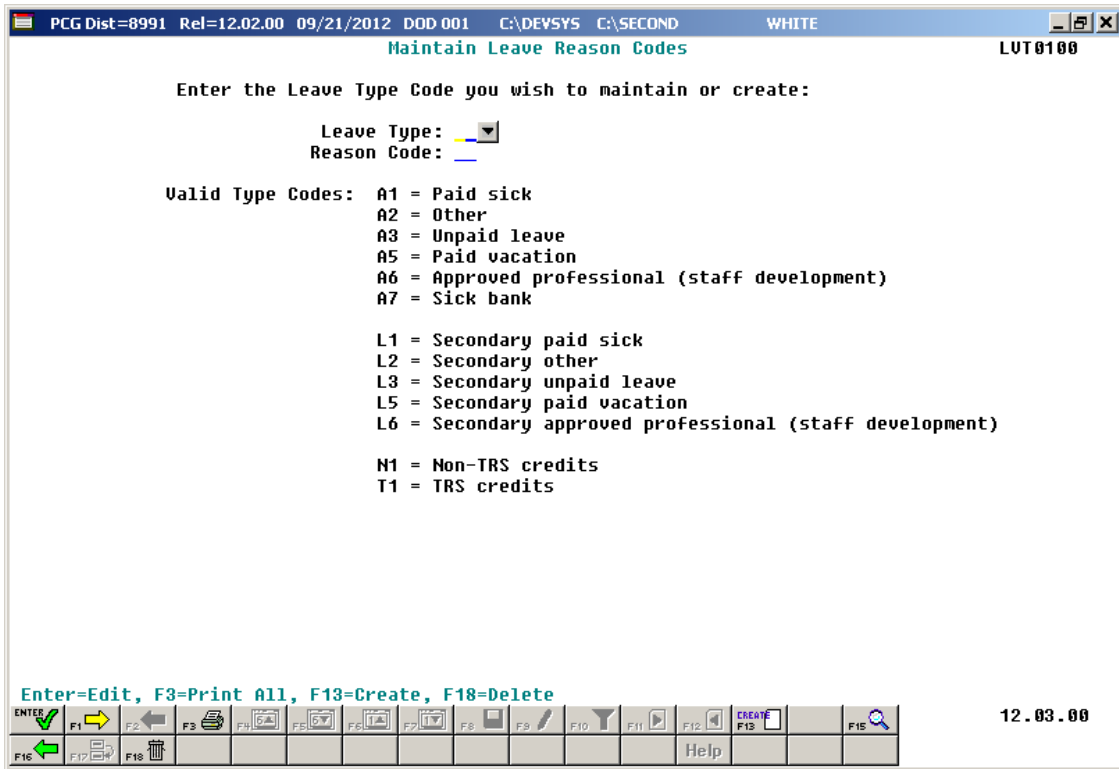 PCG Dist=8991 Rel=12.02.00 09/21/2012 DOD 001 C:\DEVSYS C:\SECOND WHITE
Maintain Leave Reason Codes LVT0100
Enter the Leave Type Code you wish to maintain or create:
Leave Type: __
Reason Code: __
Valid Type Codes: A1 = Paid sick
A2 = Other
A3 = Unpaid leave
A5 = Paid vacation
A6 = Approved professional (staff development)
A7 = Sick bank
L1 = Secondary paid sick
L2 = Secondary other
L3 = Secondary unpaid leave
L5 = Secondary paid vacation
L6 = Secondary approved professional (staff development)
N1 = Non-TRS credits
T1 = TRS credits
Enter=Edit, F3=Print All, F13=Create, F18=Delete
ENTER F1 F2 F3 F4 6 F5 6 F6 1 F7 1 F8 F9 F10 F11 F12 CREATE F13 F15 12.03.00
F16 F17 F18 Help